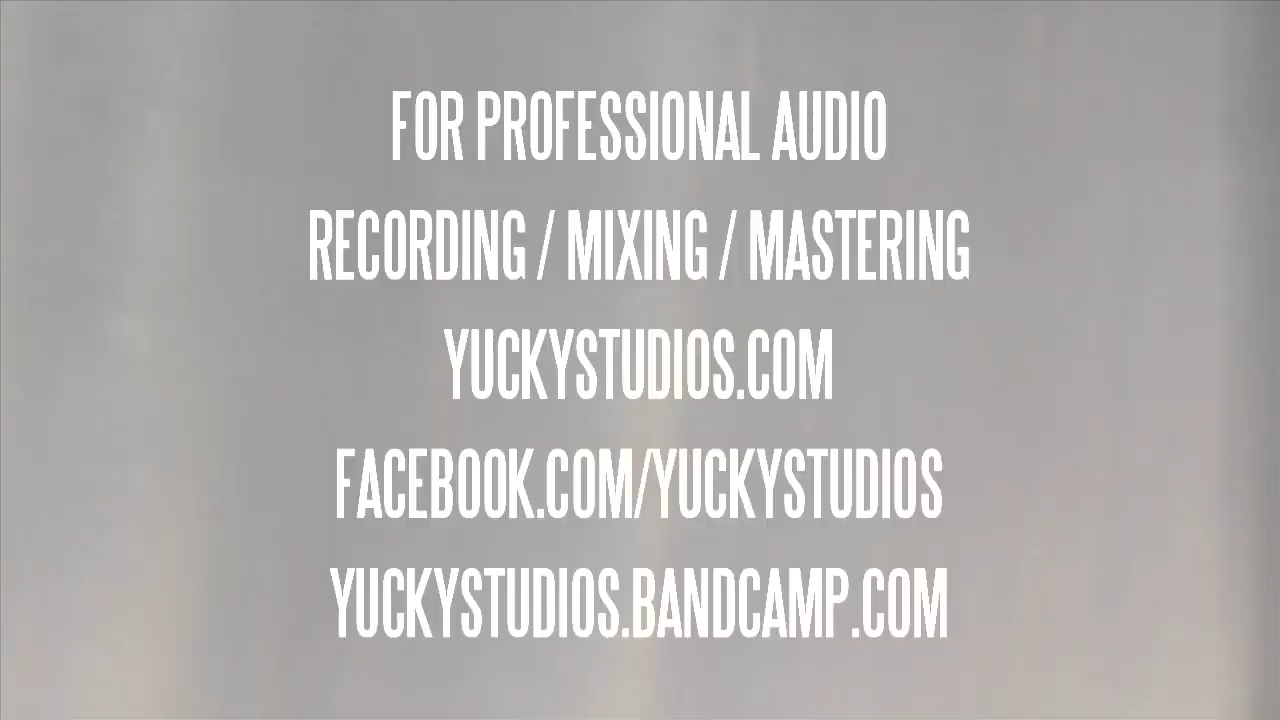 FOR PROFESSIONAL AUDIO
RECORDING / MIXING / MASTERING
YUCKYSTUDIOS.COM
FACEBOOK.COM/YUCKYSTUDIOS
YUCKYSTUDIOS.BANDCAMP.COM